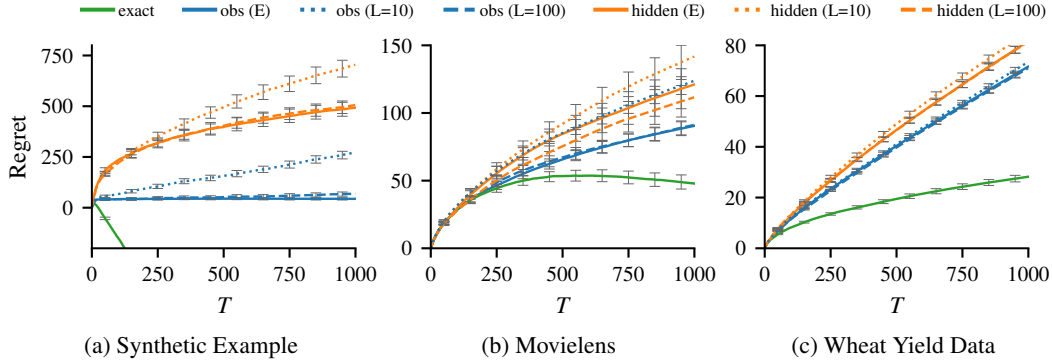 exact obs (E) obs (L=10) obs (L=100) hidden (E) hidden (L=10) hidden (L=100)
Regret
750
500
250
0
0 250 500 750 1000
T
(a) Synthetic Example
150
100
50
0
0 250 500 750 1000
T
(b) Movielens
80
60
40
20
0
0 250 500 750 1000
T
(c) Wheat Yield Data